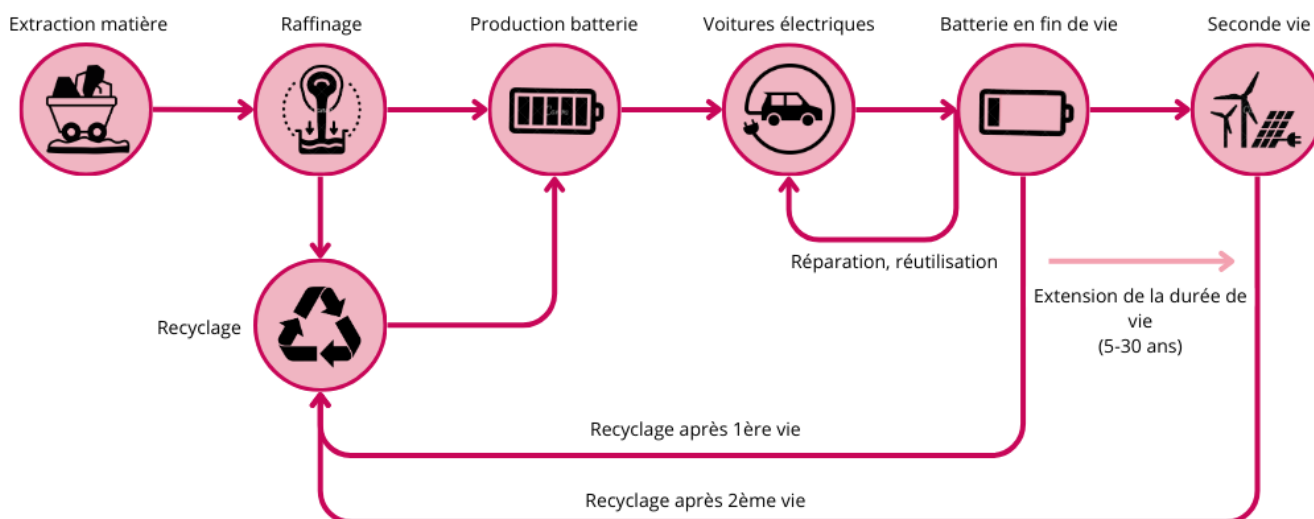 Extraction matière
Raffinage
Production batterie
Voitures électriques
Batterie en fin de vie
Seconde vie
Réparation, réutilisation
Extension de la durée de
vie
(5-30 ans)
Recyclage
Recyclage après 1ère vie
Recyclage après 2ème vie